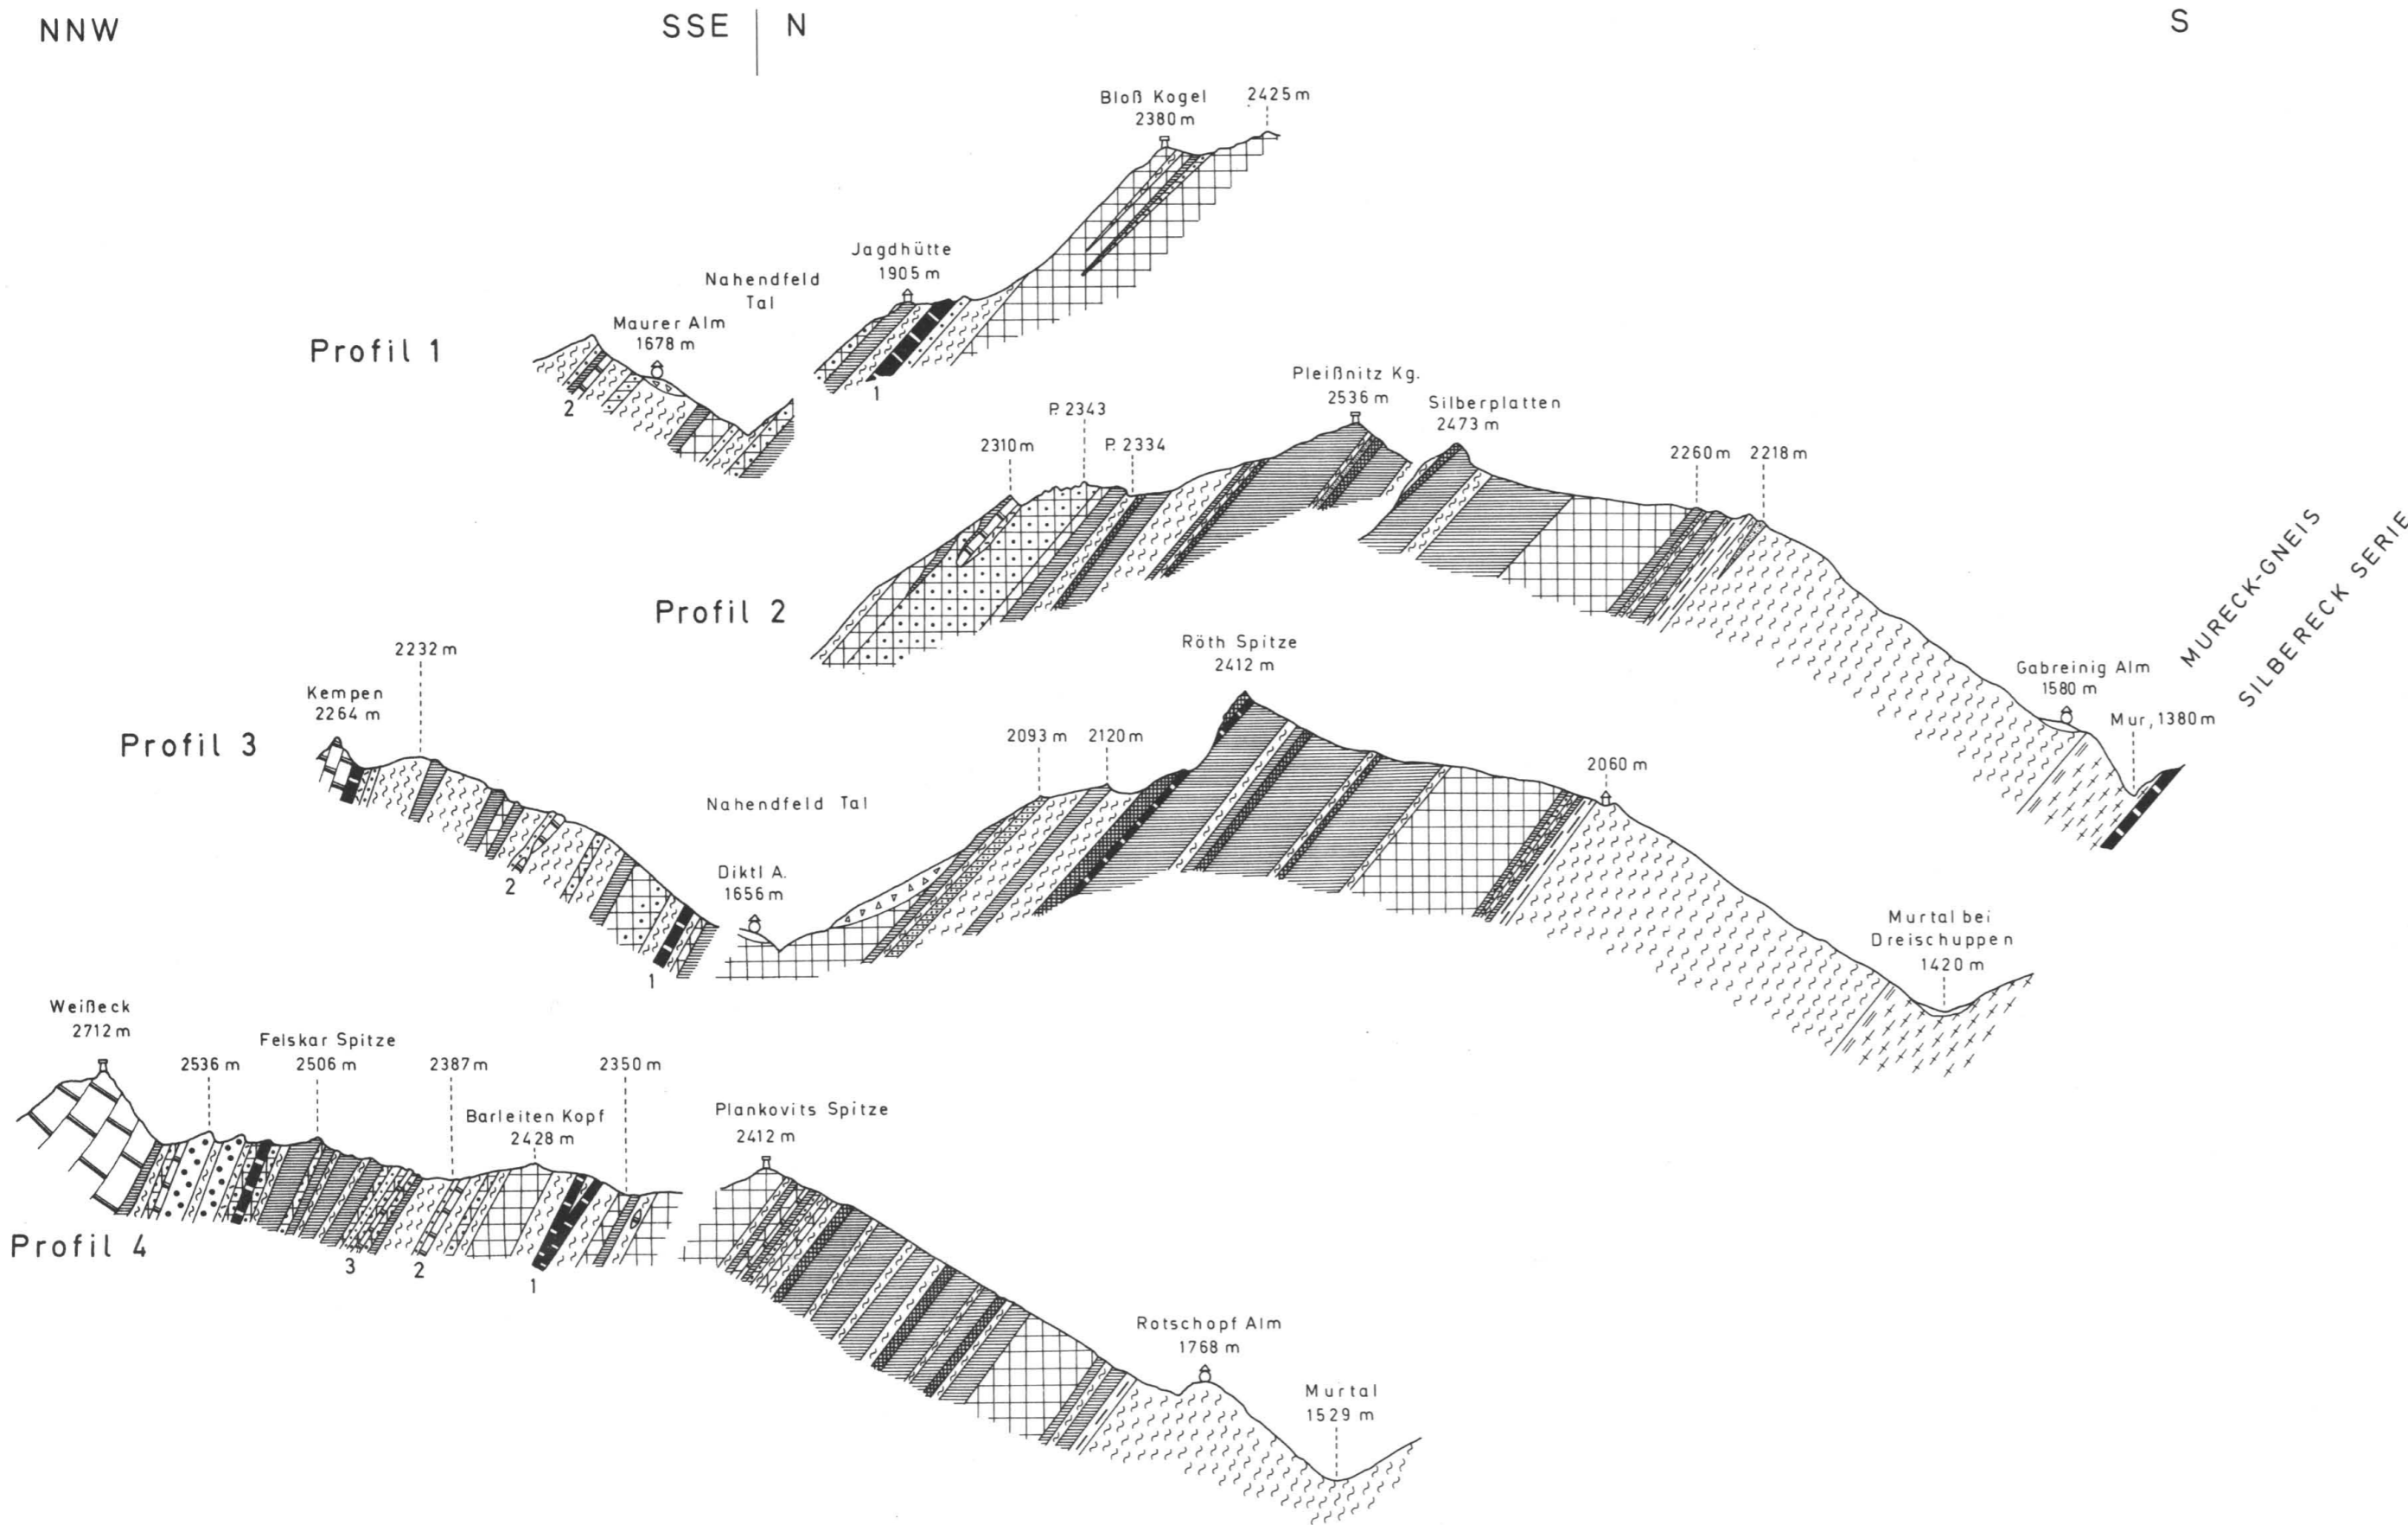 NNW
SSE
N
S
Bloß Kogel
2380 m
2425 m
Jagdhütte
1905 m
Nahendfeld
Tal
Maurer Alm
1678 m
Profil 1
2
1
Pleißnitz Kg.
2536 m
Silberplatten
2473 m
P. 2343
2310 m
P. 2334
2260 m
2218 m
Profil 2
MURECK-GNEIS
SILBERECK SERIE
Gabreinig Alm
1580 m
Mur, 1380 m
Röth Spitze
2412 m
2232 m
Kempen
2264 m
Profil 3
2093 m
2120 m
2060 m
Nahendfeld Tal
Diktl A.
1656 m
2
1
Murtal bei
Dreischuppen
1420 m
Weißeck
2712 m
Felskar Spitze
2536 m
2506 m
2387 m
2350 m
Barleiten Kopf
2428 m
Plankovits Spitze
2412 m
Profil 4
3
2
1
Rotschopf Alm
1768 m
Murtal
1529 m